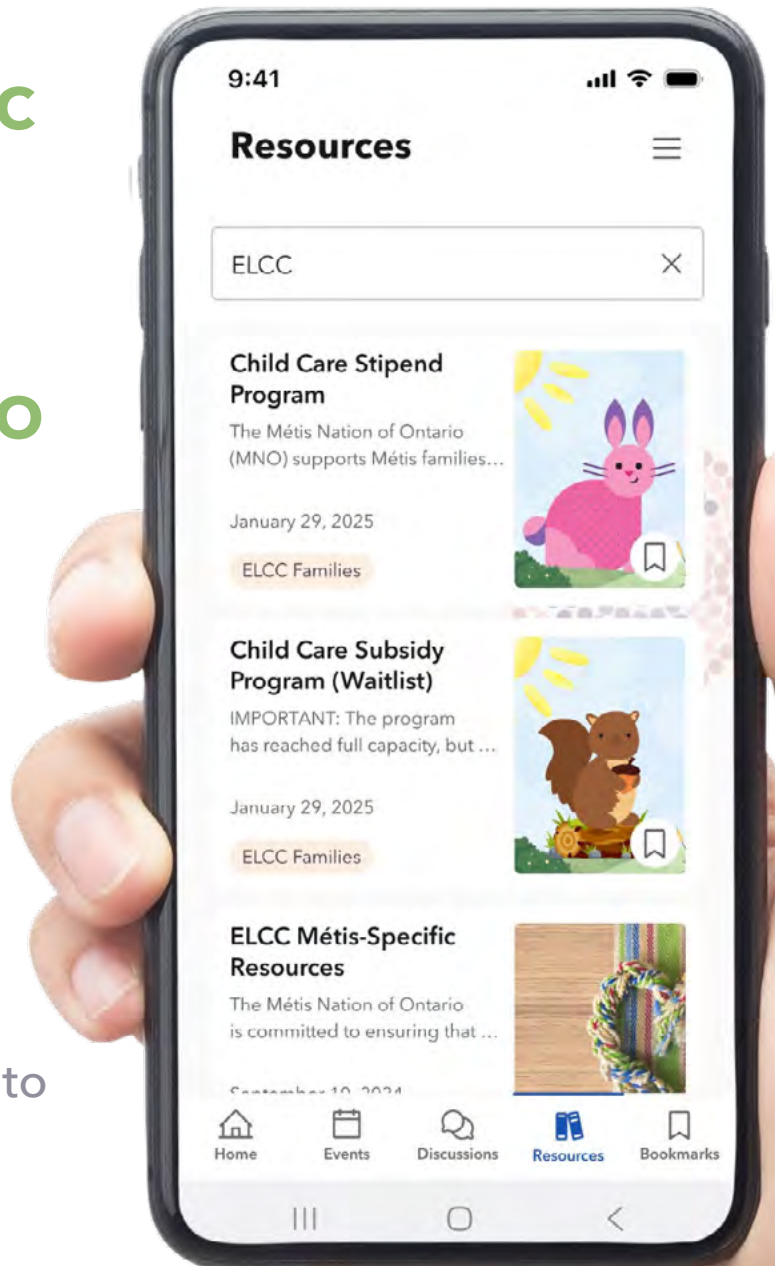 c
o
to
9:41
Resources
ELCC
Child Care Stipend
Program
The Métis Nation of Ontario
(MNO) supports Métis families...
January 29, 2025
ELCC Families
Child Care Subsidy
Program (Waitlist)
IMPORTANT: The program
has reached full capacity, but ...
January 29, 2025
ELCC Families
ELCC Métis-Specific
Resources
The Métis Nation of Ontario
is committed to ensuring that ...
Home
Events
Discussions
Resources
Bookmarks